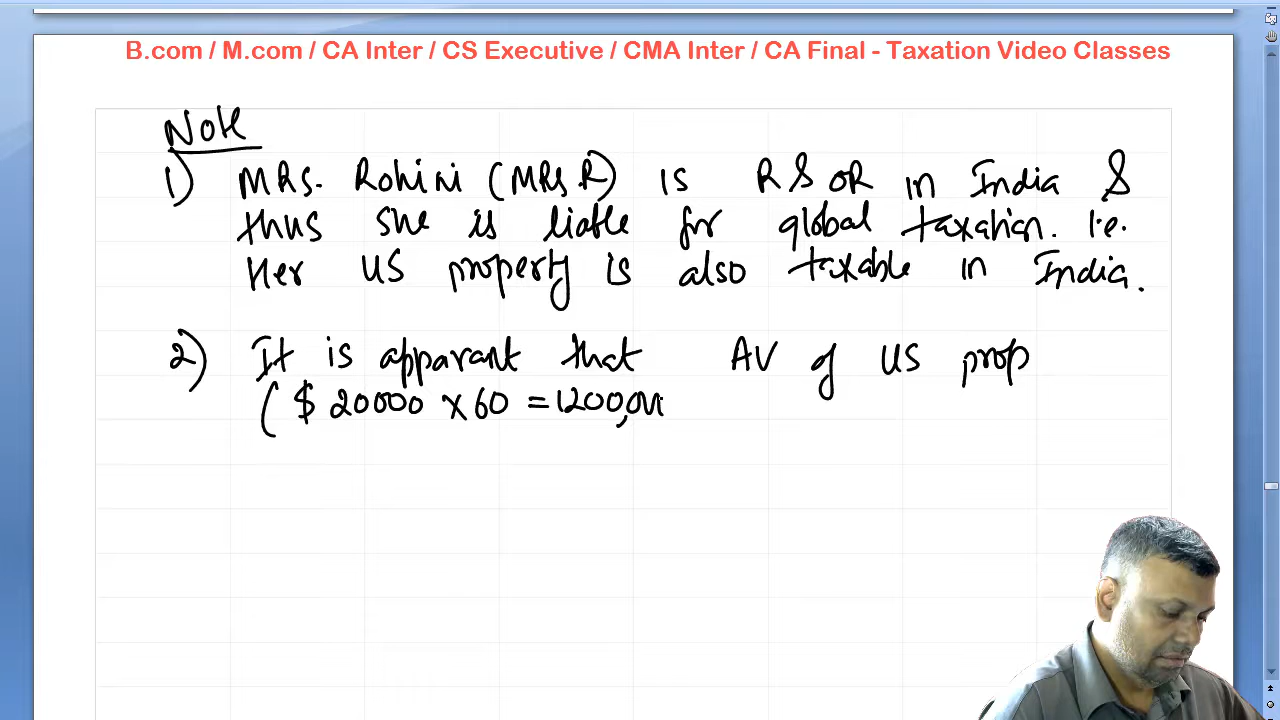 B.com / M.com / CA Inter / CS Executive / CMA Inter / CA Final - Taxation Video Classes
Note
1) MRS. Rohini (MRS R) is R & OR in India &
thus she is liable for global taxation. i.e.
Her US property is also taxable in India.
2) It is apparant that AV of US prop
( $ 20000 x 60 = 1200,00